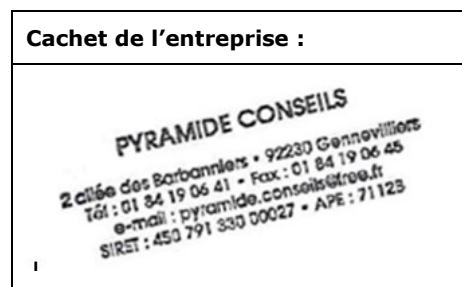 Cachet de l'entreprise :
PYRAMIDE CONSEILS
2 allée des Barbanniers • 92230 Gennevilliers
Tél : 01 84 19 06 41 - Fax : 01 84 19 06 45
e-mail : pyramide.conseils@free.fr
SIRET : 450 791 330 00027 • APE : 7112B